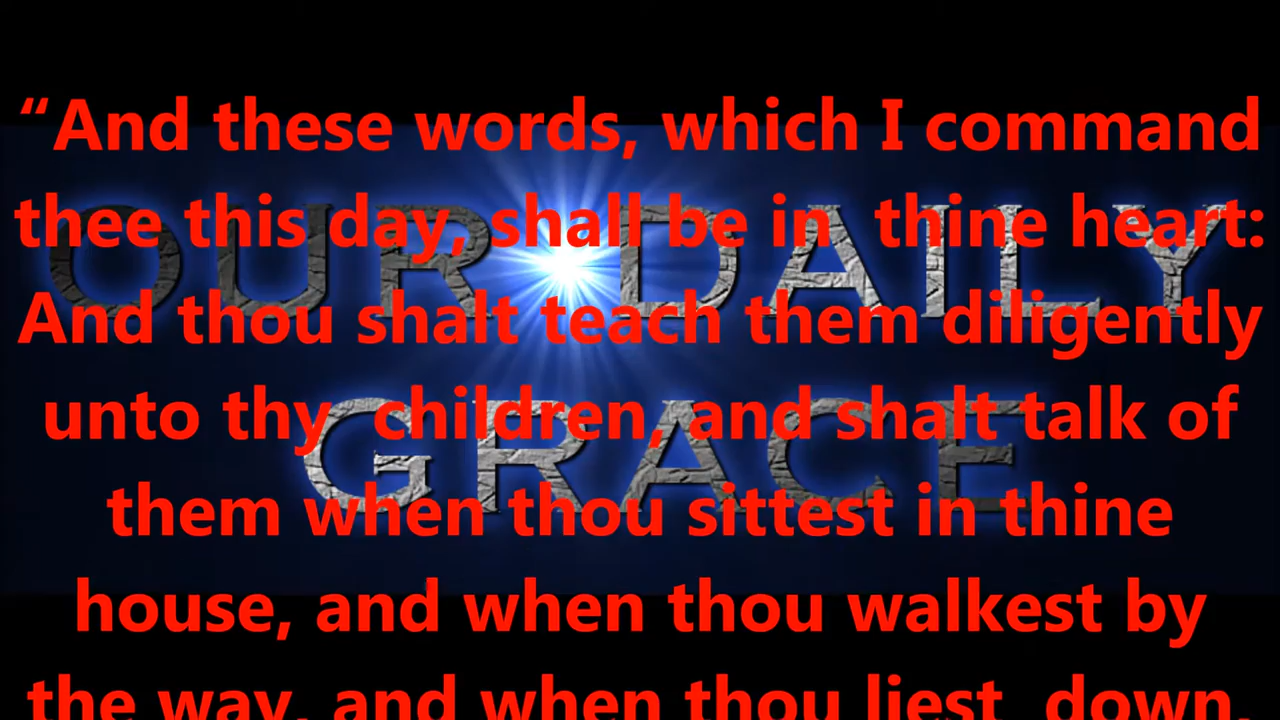 “And these words, which I command
thee this day, shall be in thine heart:
And thou shalt teach them diligently
unto thy children, and shalt talk of
them when thou sittest in thine
house, and when thou walkest by
the way, and when thou liest down,
OUR DAILY
GRACE